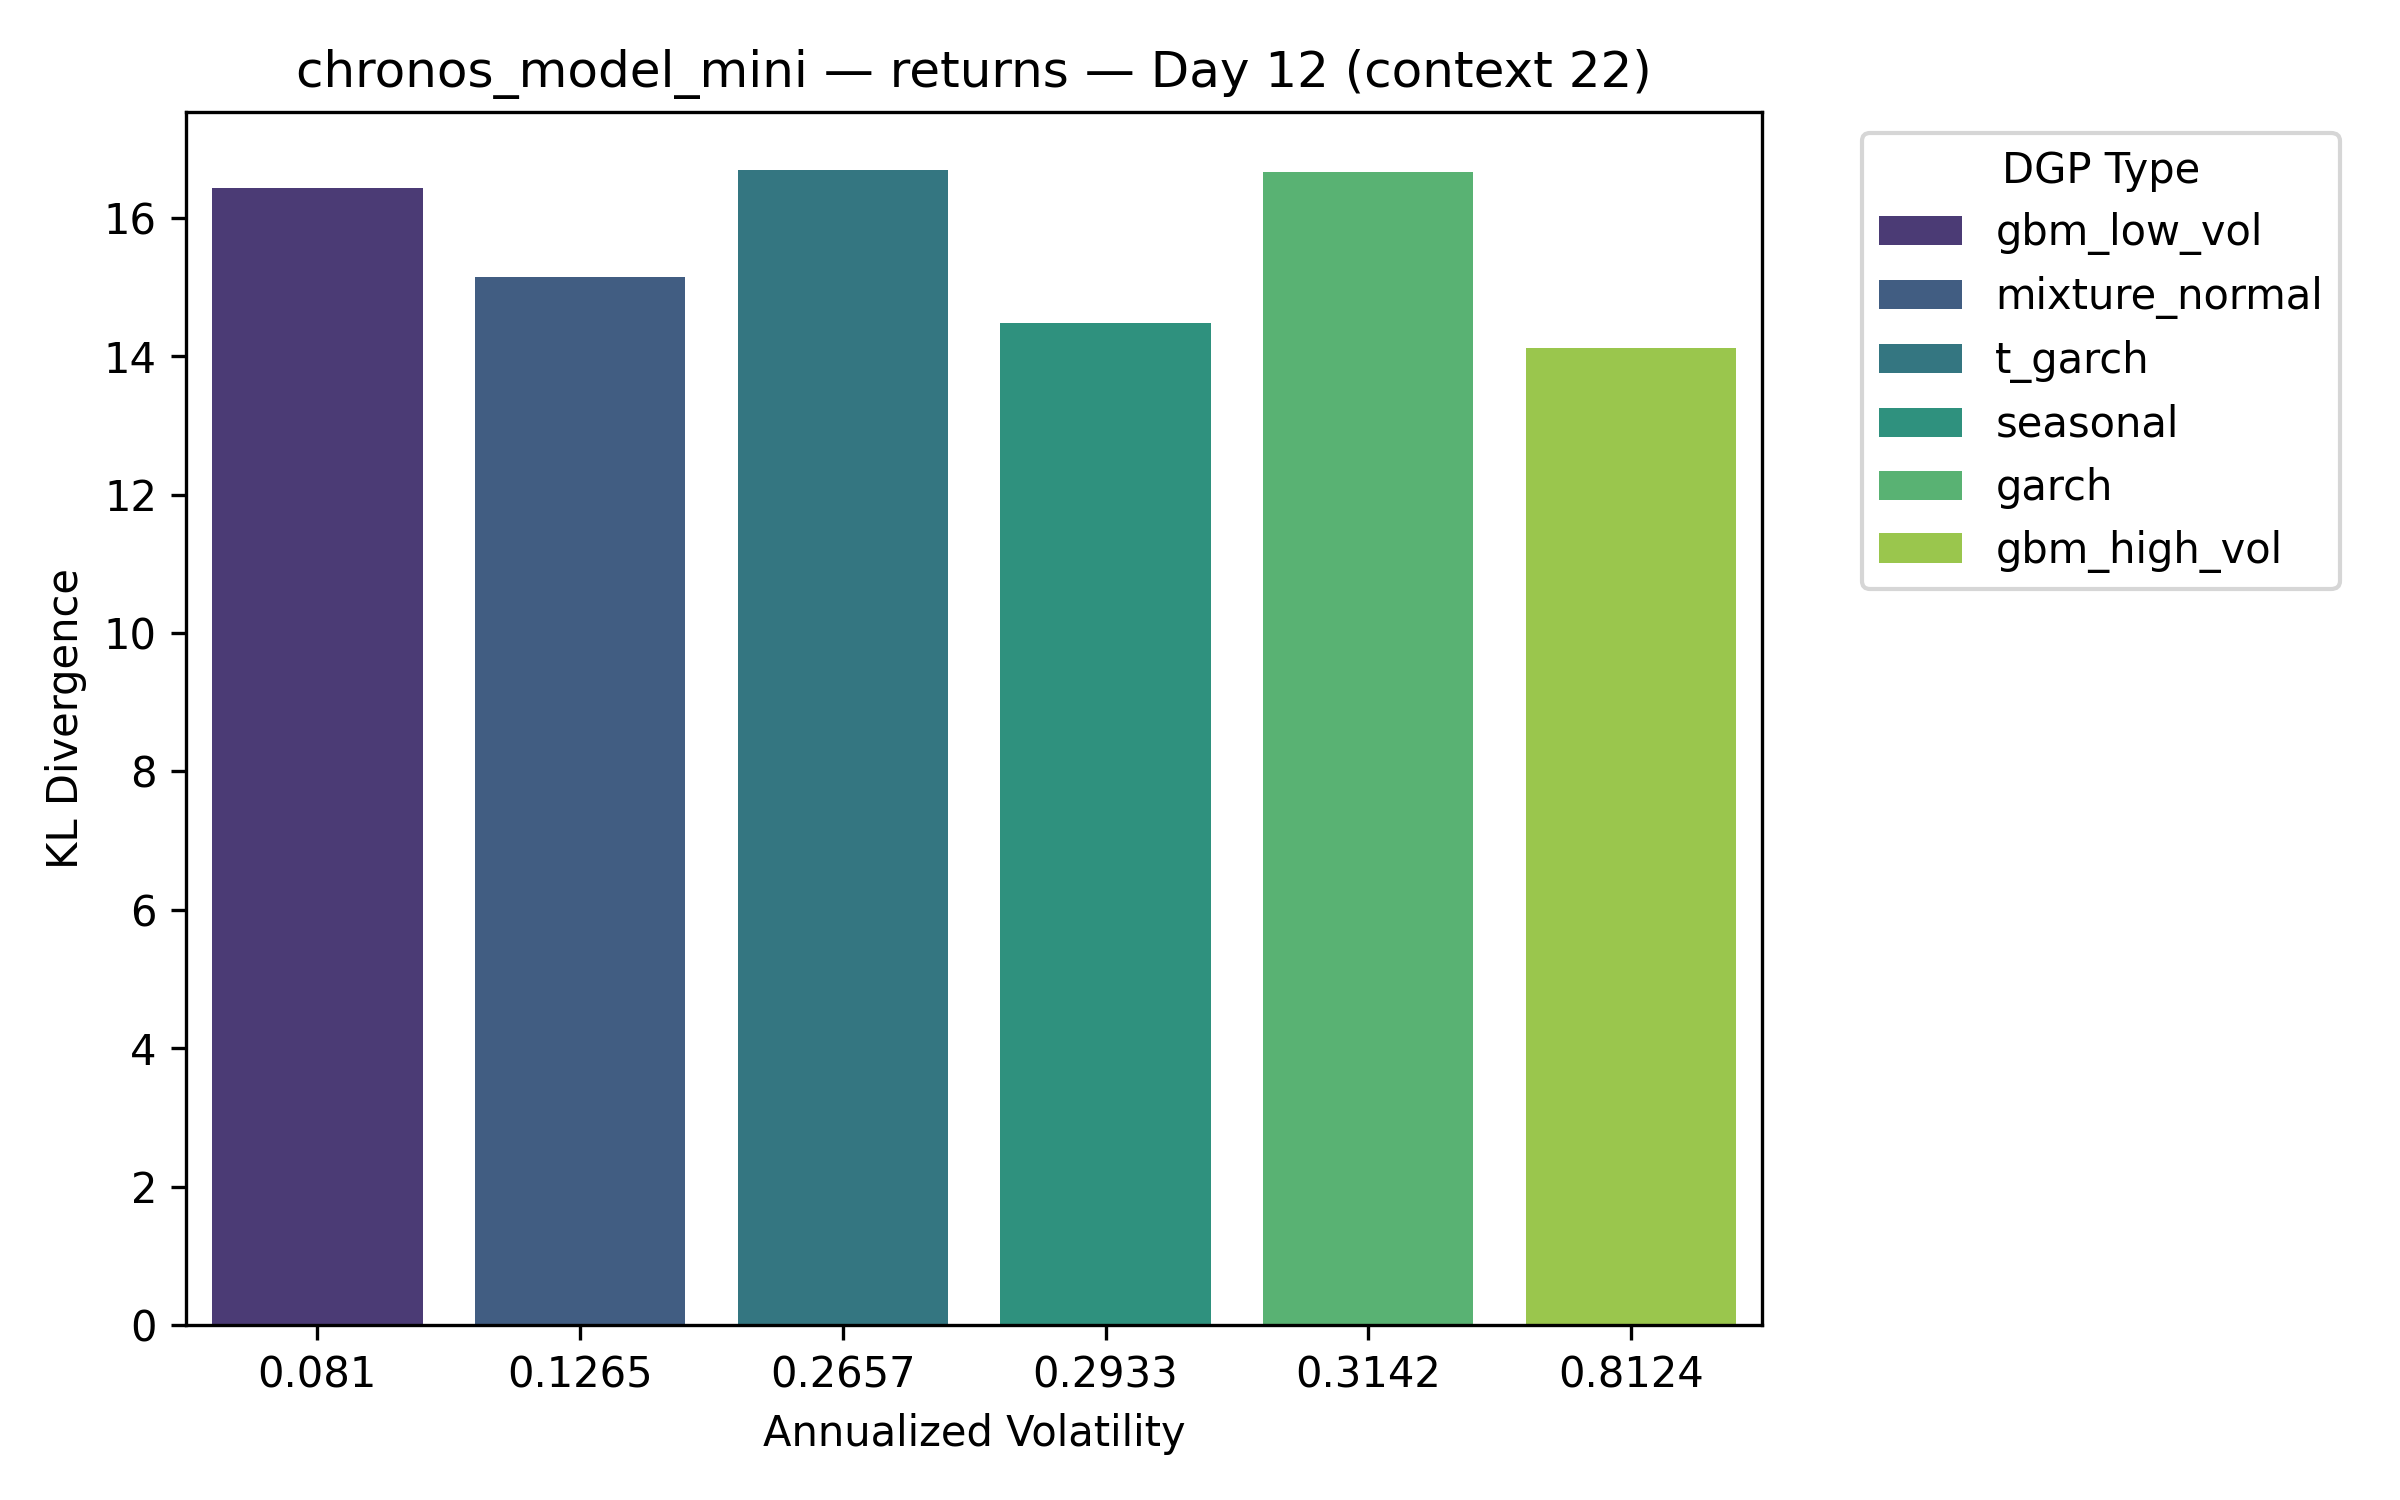 chronos_model_mini — returns — Day 12 (context 22)
KL Divergence
16
14
12
10
8
6
4
2
0
0.081 0.1265 0.2657 0.2933 0.3142 0.8124
Annualized Volatility
DGP Type
gbm_low_vol
mixture_normal
t_garch
seasonal
garch
gbm_high_vol